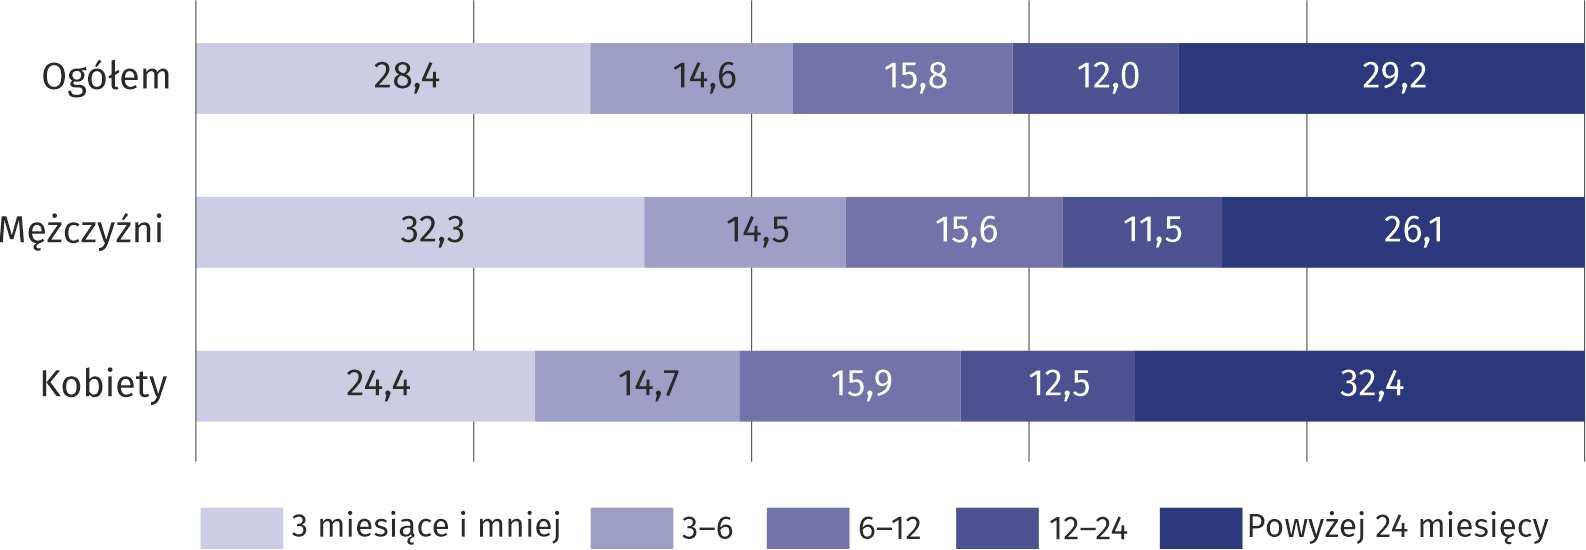 Ogółem 28,4 14,6 15,8 12,0 29,2
Mężczyźni 32,3 14,5 15,6 11,5 26,1
Kobiety 24,4 14,7 15,9 12,5 32,4
3 miesiące i mniej 3–6 6–12 12–24 Powyżej 24 miesięcy